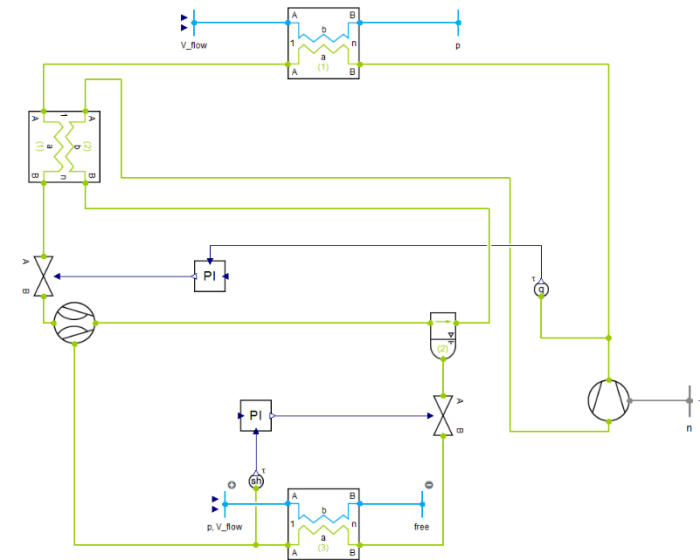 A B
b
1 n
a
A (1) B
V_flow
p
A 1 A
(1) a b (2)
B n B
A
PI
B
τ
q
(2)
A
PI
B
n
τ
sh
A B
b
1 n
a
A (3) B
p, V_flow
free